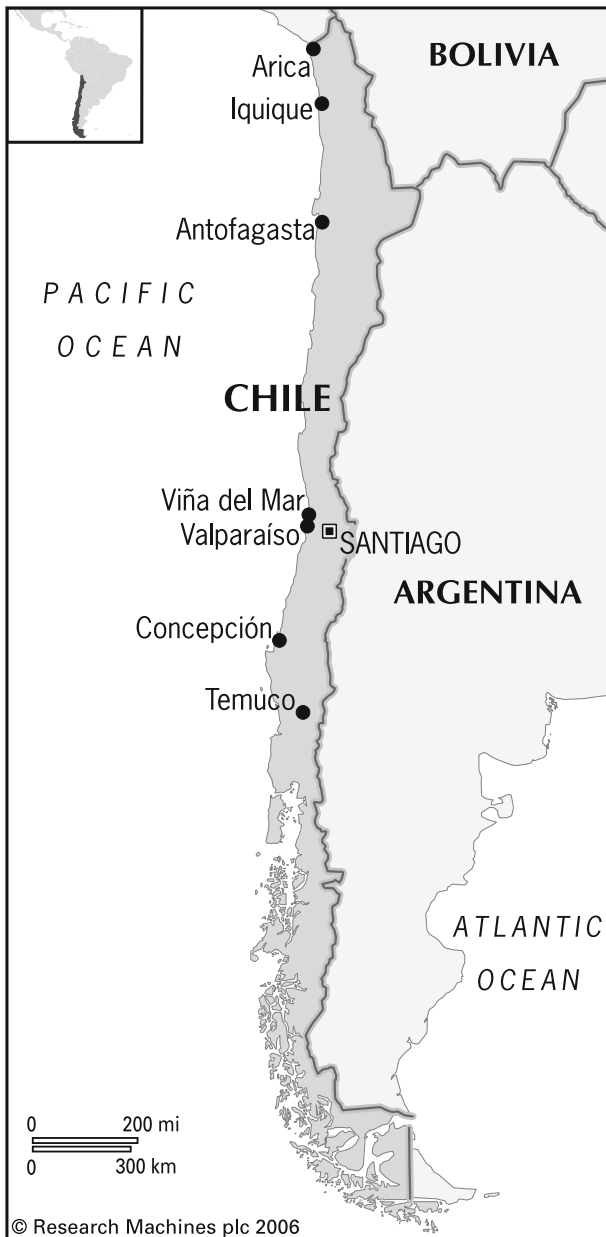 BOLIVIA
Arica
Iquique
Antofagasta
PACIFIC
OCEAN
CHILE
Viña del Mar
Valparaíso
SANTIAGO
ARGENTINA
Concepción
Temuco
ATLANTIC
OCEAN
0 200 mi
0 300 km
© Research Machines plc 2006